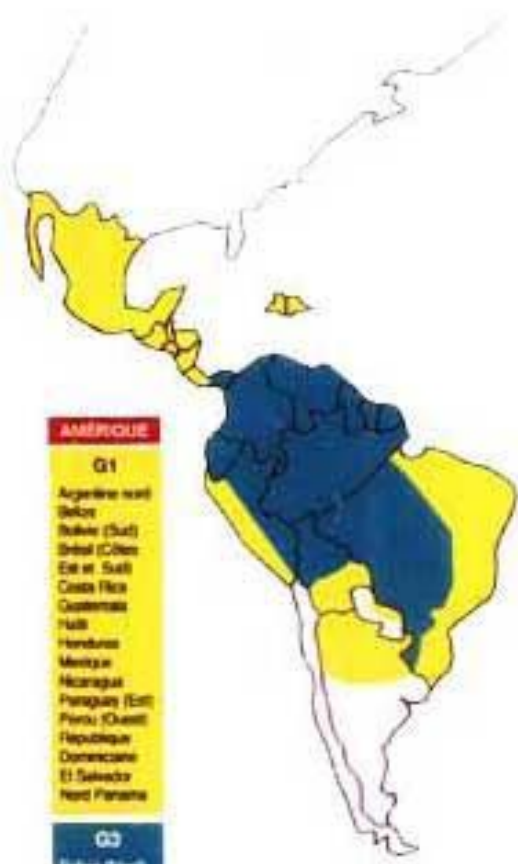 AMÉRIQUE
G1
Argentine nord
Belize
Bolivie (Sud)
Brésil (Côtes
Est et Sud)
Costa Rica
Guatemala
Haïti
Honduras
Mexique
Nicaragua
Paraguay (Est)
Pérou (Ouest)
République
Dominicaine
El Salvador
Nord Panama
G3